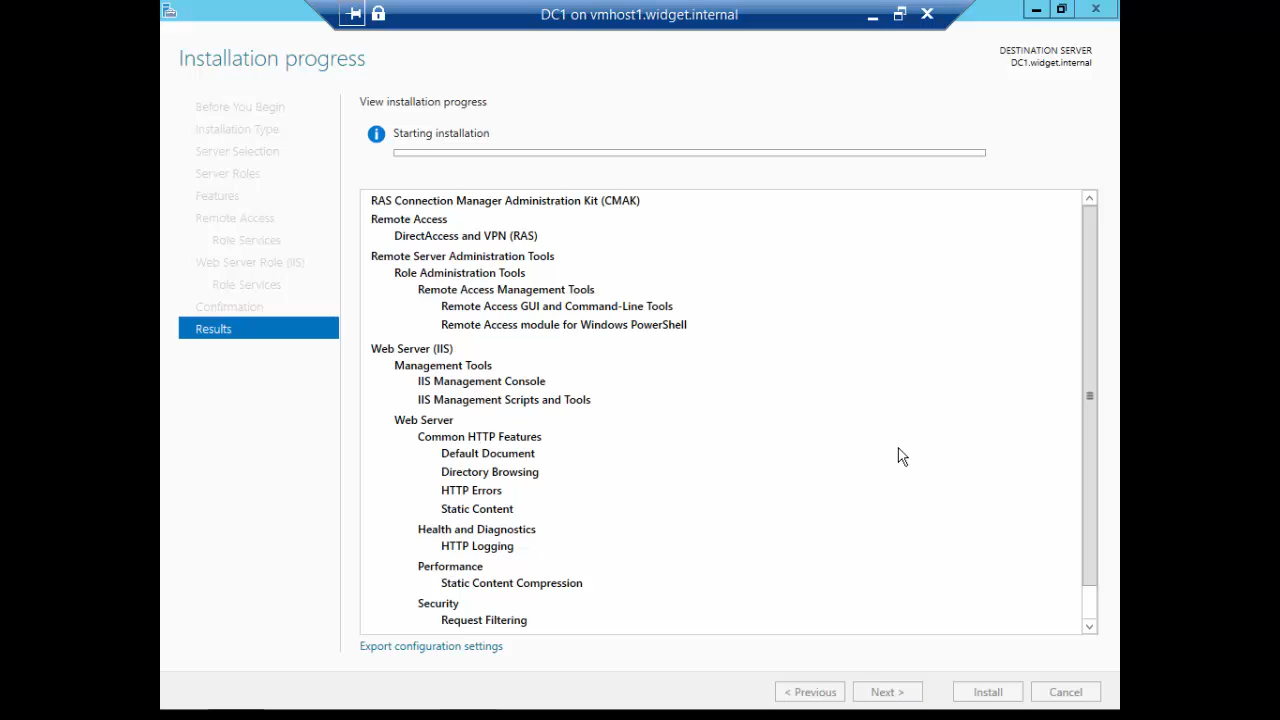 DC1 on vmhost1.widget.internal
Installation progress
DESTINATION SERVER
DC1.widget.internal
Before You Begin
Installation Type
Server Selection
Server Roles
Features
Remote Access
Role Services
Web Server Role (IIS)
Role Services
Confirmation
Results
View installation progress
Starting installation
RAS Connection Manager Administration Kit (CMAK)
Remote Access
DirectAccess and VPN (RAS)
Remote Server Administration Tools
Role Administration Tools
Remote Access Management Tools
Remote Access GUI and Command-Line Tools
Remote Access module for Windows PowerShell
Web Server (IIS)
Management Tools
IIS Management Console
IIS Management Scripts and Tools
Web Server
Common HTTP Features
Default Document
Directory Browsing
HTTP Errors
Static Content
Health and Diagnostics
HTTP Logging
Performance
Static Content Compression
Security
Request Filtering
Export configuration settings
< Previous
Next >
Install
Cancel